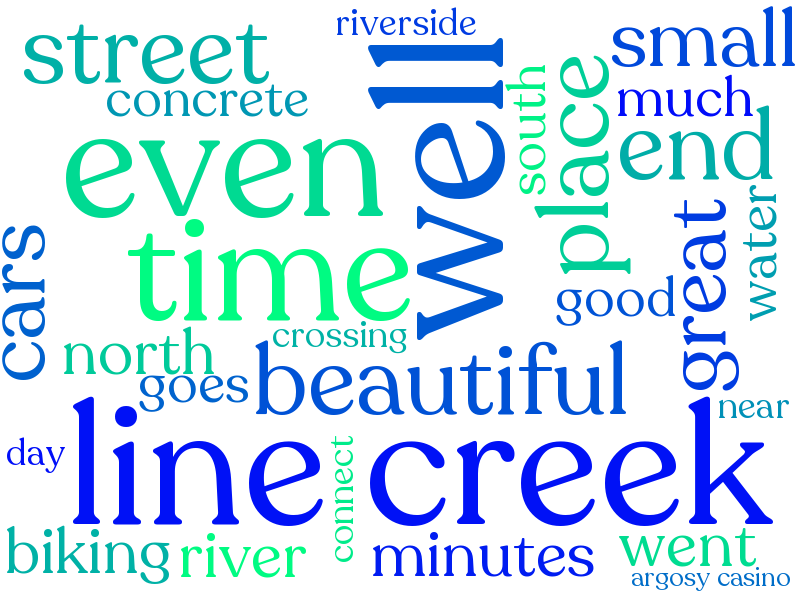 riverside
street
small
concrete
well
south
place
much
even
end
time
water
great
cars
good
north
crossing
goes
beautiful
line creek
near
day
connect
biking
river
minutes
went
argosy casino